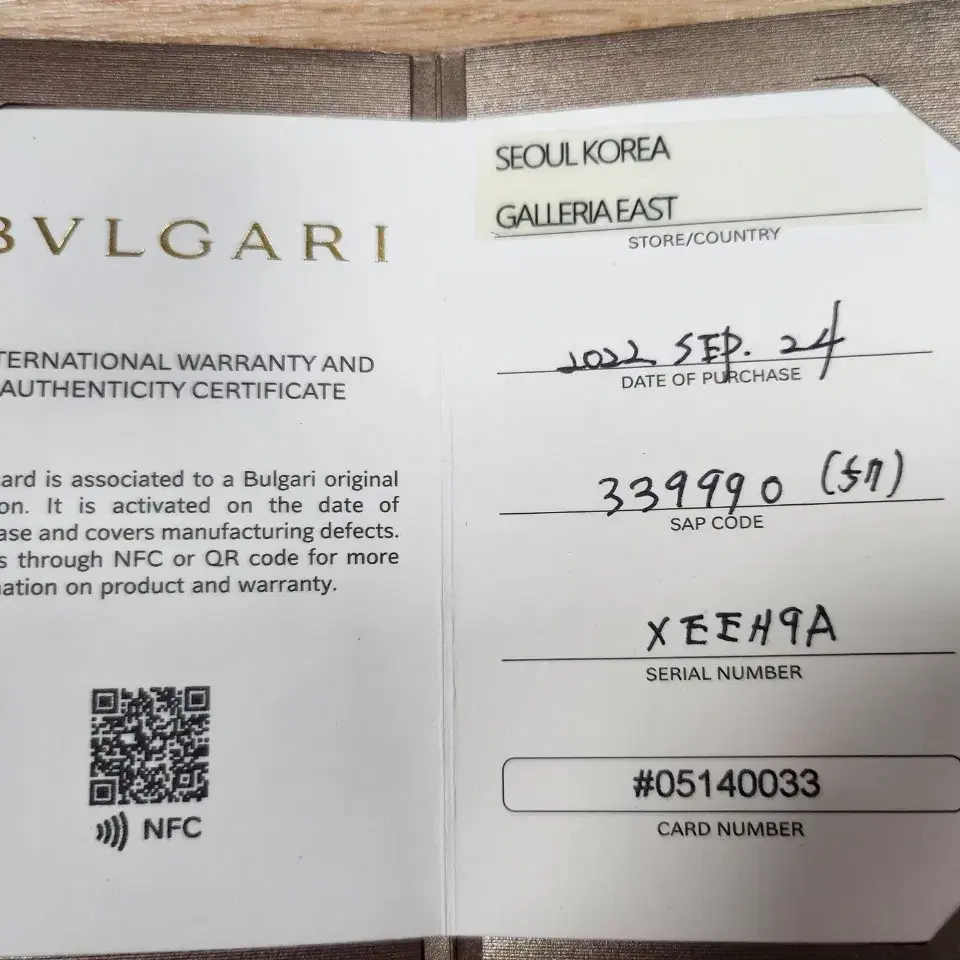 BVLGARI
TERNATIONAL WARRANTY AND
AUTHENTICITY CERTIFICATE
ard is associated to a Bulgari original
on. It is activated on the date of
ase and covers manufacturing defects.
s through NFC or QR code for more
ation on product and warranty.
NFC
SEOUL KOREA
GALLERIA EAST
STORE/COUNTRY
2022 SEP. 24
DATE OF PURCHASE
339990 (57)
SAP CODE
XEEH9A
SERIAL NUMBER
#05140033
CARD NUMBER